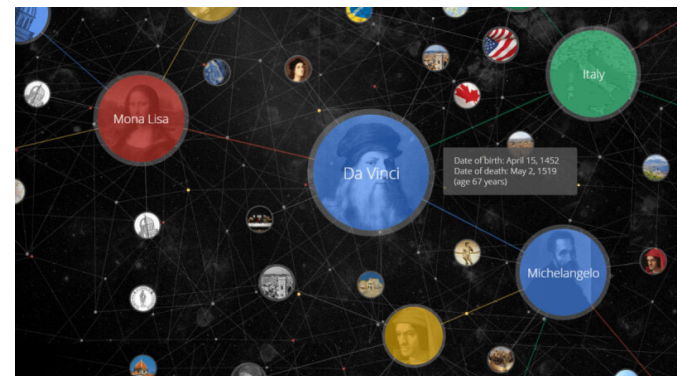 Mona Lisa
Italy
Da Vinci
Date of birth: April 15, 1452
Date of death: May 2, 1519
(age 67 years)
Michelangelo